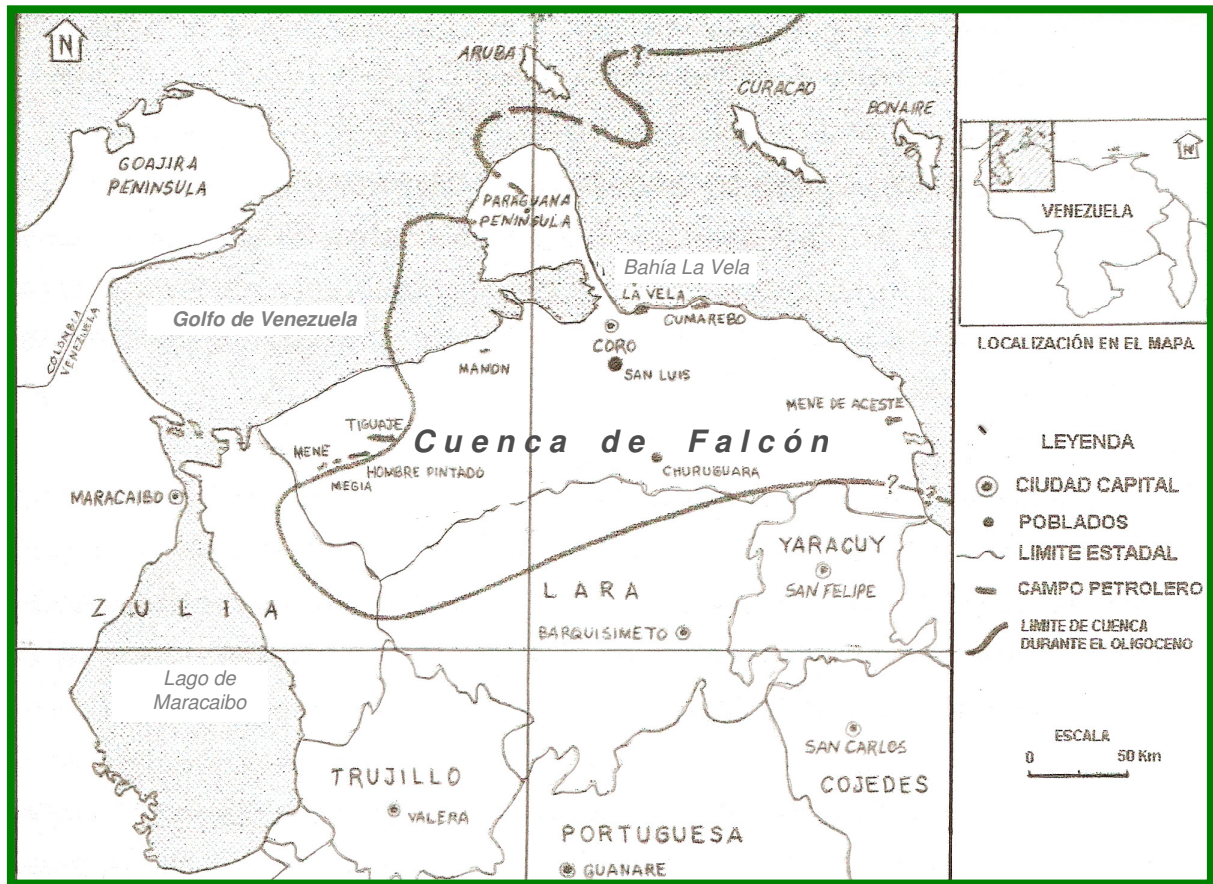 N
ARUBA
?
CURACAO
BONAIRE
GOAJIRA
PENINSULA
PARAGUANA
PENINSULA
Bahía La Vela
LA VELA
CUMAREBO
Golfo de Venezuela
COLOMBIA
VENEZUELA
CORO
SAN LUIS
MAMON
MENE DE ACESTE
TIGUAJE
Cuenca de Falcón
MENE
HOMBRE PINTADO
MEGIA
CHURUGUARA
?
MARACAIBO
YARACUY
SAN FELIPE
LARA
ZULIA
BARQUISIMETO
Lago de
Maracaibo
SAN CARLOS
COJEDES
TRUJILLO
VALERA
PORTUGUESA
GUANARE
N
VENEZUELA
LOCALIZACIÓN EN EL MAPA
LEYENDA
CIUDAD CAPITAL
POBLADOS
LIMITE ESTADAL
CAMPO PETROLERO
LIMITE DE CUENCA
DURANTE EL OLIGOCENO
ESCALA
0 50 Km